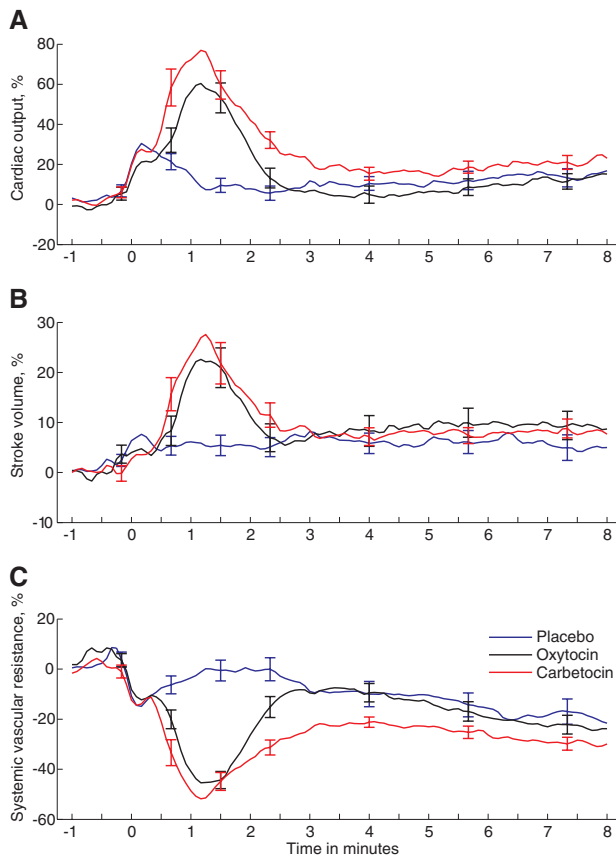 A
Cardiac output, %
80
60
40
20
0
-20
-1 0 1 2 3 4 5 6 7 8
B
Stroke volume, %
30
20
10
0
-10
-1 0 1 2 3 4 5 6 7 8
C
Systemic vascular resistance, %
20
0
-20
-40
-60
Placebo
Oxytocin
Carbetocin
-1 0 1 2 3 4 5 6 7 8
Time in minutes